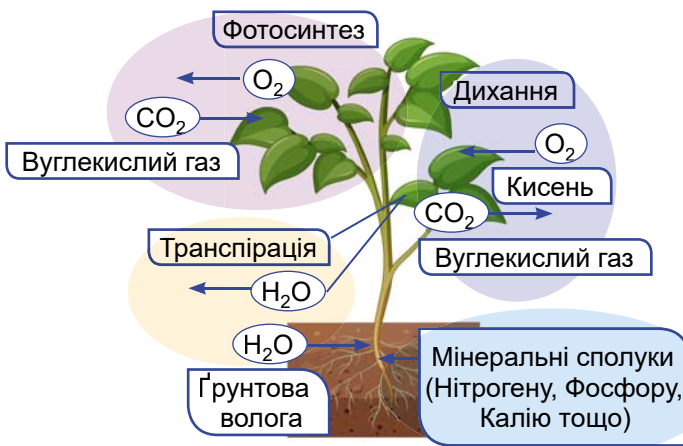 Фотосинтез
O₂
CO₂
Вуглекислий газ
Дихання
O₂
Кисень
CO₂
Вуглекислий газ
Транспірація
H₂O
H₂O
Ґрунтова
волога
Мінеральні сполуки
(Нітрогену, Фосфору,
Калію тощо)